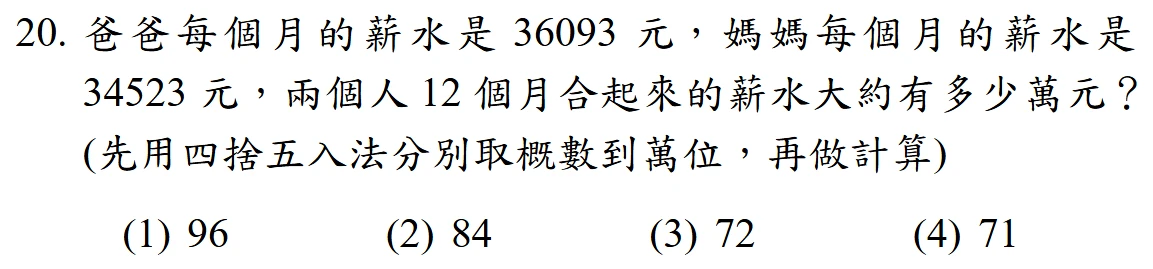 20. 爸爸每個月的薪水是 36093 元，媽媽每個月的薪水是
34523 元，兩個人 12 個月合起來的薪水大約有多少萬元？
(先用四捨五入法分別取概數到萬位，再做計算)
(1) 96 (2) 84 (3) 72 (4) 71